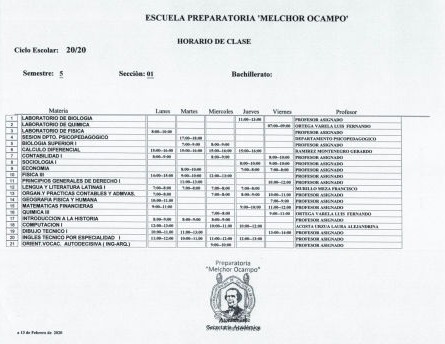 ESCUELA PREPARATORIA 'MELCHOR OCAMPO'
HORARIO DE CLASE
Ciclo Escolar: 20/20
Semestre: 5 Sección: 01 Bachillerato:
Materia Lunes Martes Miercoles Jueves Viernes Profesor
1 LABORATORIO DE BIOLOGIA 11:00--13:00 PROFESOR ASIGNADO
2 LABORATORIO DE QUIMICA 07:00--09:00 ORTEGA VARELA LUIS FERNANDO
3 LABORATORIO DE FISICA 8:00--10:00 PROFESOR ASIGNADO
4 SESION DPTO. PSICOPEDAGOGICO 17:00--18:00 DEPARTAMENTO PSICOPEDAGOGICO
5 BIOLOGIA SUPERIOR I 7:00--9:00 8:00--9:00 PROFESOR ASIGNADO
6 CALCULO DIFERENCIAL 15:00--16:00 15:00--16:00 15:00--16:00 15:00--16:00 RAMIREZ MONTENEGRO GERARDO
7 CONTABILIDAD I 8:00--9:00 8:00--9:00 8:00--10:00 PROFESOR ASIGNADO
8 SOCIOLOGIA I 8:00--10:00 9:00--10:00 PROFESOR ASIGNADO
9 ECONOMIA 8:00--10:00 7:00--8:00 7:00--8:00 PROFESOR ASIGNADO
10 FISICA III 14:00--15:00 9:00--10:00 12:00--13:00 PROFESOR ASIGNADO
11 PRINCIPIOS GENERALES DE DERECHO I 10:00--12:00 PROFESOR ASIGNADO
12 LENGUA Y LITERATURA LATINAS I 7:00--8:00 7:00--8:00 7:00--8:00 7:00--8:00 MURILLO MEZA FRANCISCO
13 ORGAN Y PRACTICAS CONTABLES Y ADMVAS. 7:00--8:00 8:00--9:00 10:00--11:00 PROFESOR ASIGNADO
14 GEOGRAFIA FISICA Y HUMANA 10:00--11:00 7:00--9:00 PROFESOR ASIGNADO
15 MATEMATICAS FINANCIERAS 9:00--11:00 9:00--10:00 11:00--12:00 PROFESOR ASIGNADO
16 QUIMICA III 7:00--8:00 9:00--11:00 ORTEGA VARELA LUIS FERNANDO
17 INTRODUCCION A LA HISTORIA 8:00--9:00 8:00--9:00 8:00--9:00 PROFESOR ASIGNADO
18 COMPUTACION I 12:00--13:00 10:00--11:00 10:00--12:00 ACOSTA URZUA LAURA ALEJANDRINA
19 DIBUJO TECNICO I 10:00--11:00 11:00--13:00 13:00--14:00 PROFESOR ASIGNADO
20 INGLES TECNICO POR ESPECIALIDAD I 11:00--12:00 10:00--11:00 11:00--12:00 12:00--13:00 PROFESOR ASIGNADO
21 ORIENT.VOCAC, AUTODECISIVA ( ING-ARQ.) 9:00--10:00 PROFESOR ASIGNADO
Preparatoria
"Melchor Ocampo"
Secretaría Académica
a 13 de Febrero de 2020